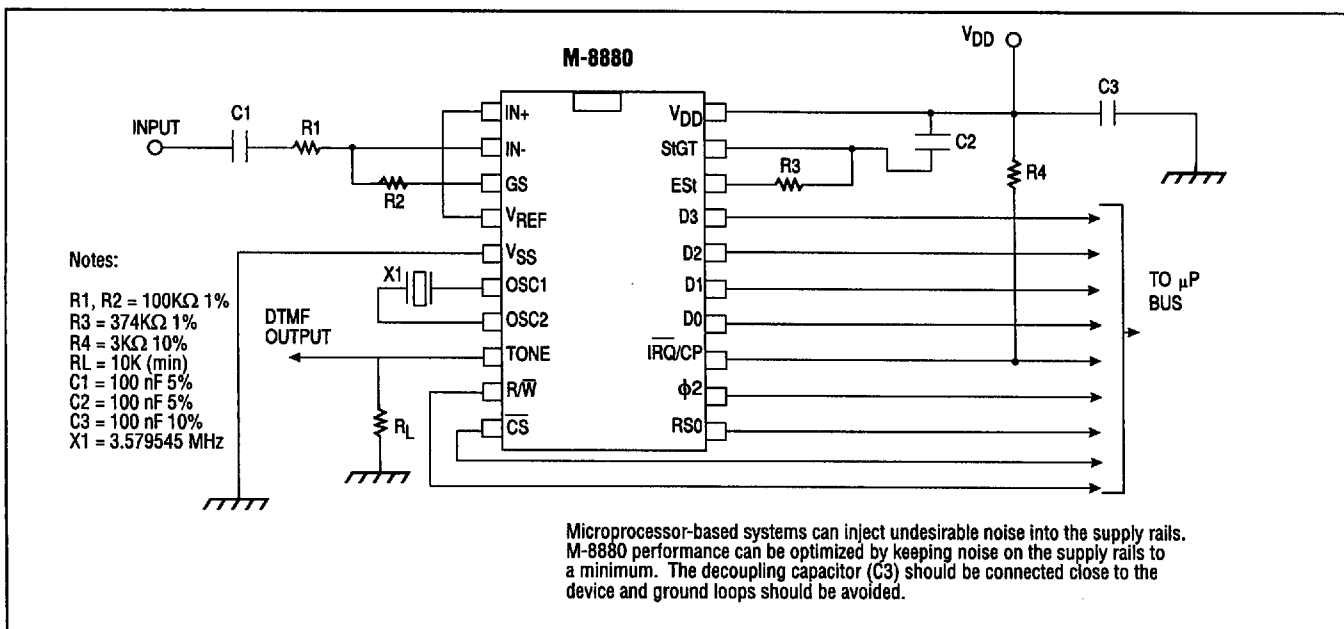 M-8880
VDD
C3
C1
INPUT
R1
IN+
VDD
IN-
StGT
C2
R3
R4
GS
ESt
R2
VREF
D3
VSS
D2
X1
OSC1
D1
TO µP
BUS
OSC2
D0
DTMF
OUTPUT
TONE
IRQ/CP
R/W
ϕ2
CS
RS0
RL
Notes:
R1, R2 = 100KΩ 1%
R3 = 374KΩ 1%
R4 = 3KΩ 10%
RL = 10K (min)
C1 = 100 nF 5%
C2 = 100 nF 5%
C3 = 100 nF 10%
X1 = 3.579545 MHz
Microprocessor-based systems can inject undesirable noise into the supply rails.
M-8880 performance can be optimized by keeping noise on the supply rails to
a minimum. The decoupling capacitor (C3) should be connected close to the
device and ground loops should be avoided.